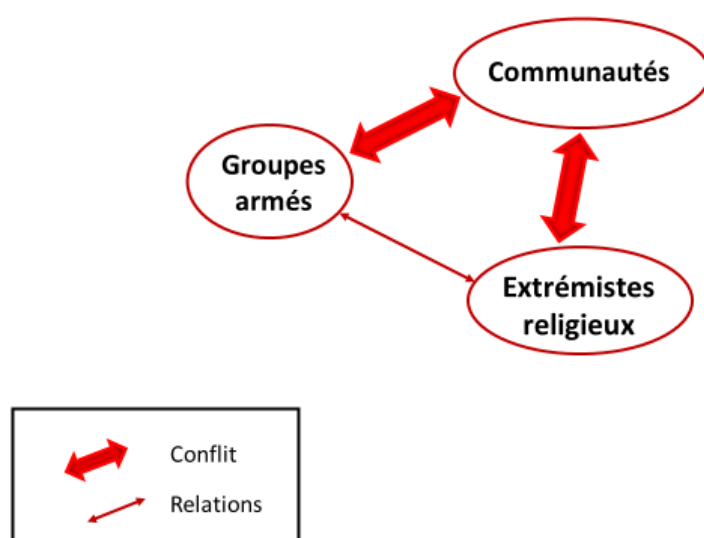 Communautés
Groupes
armés
Extrémistes
religieux
Conflit
Relations